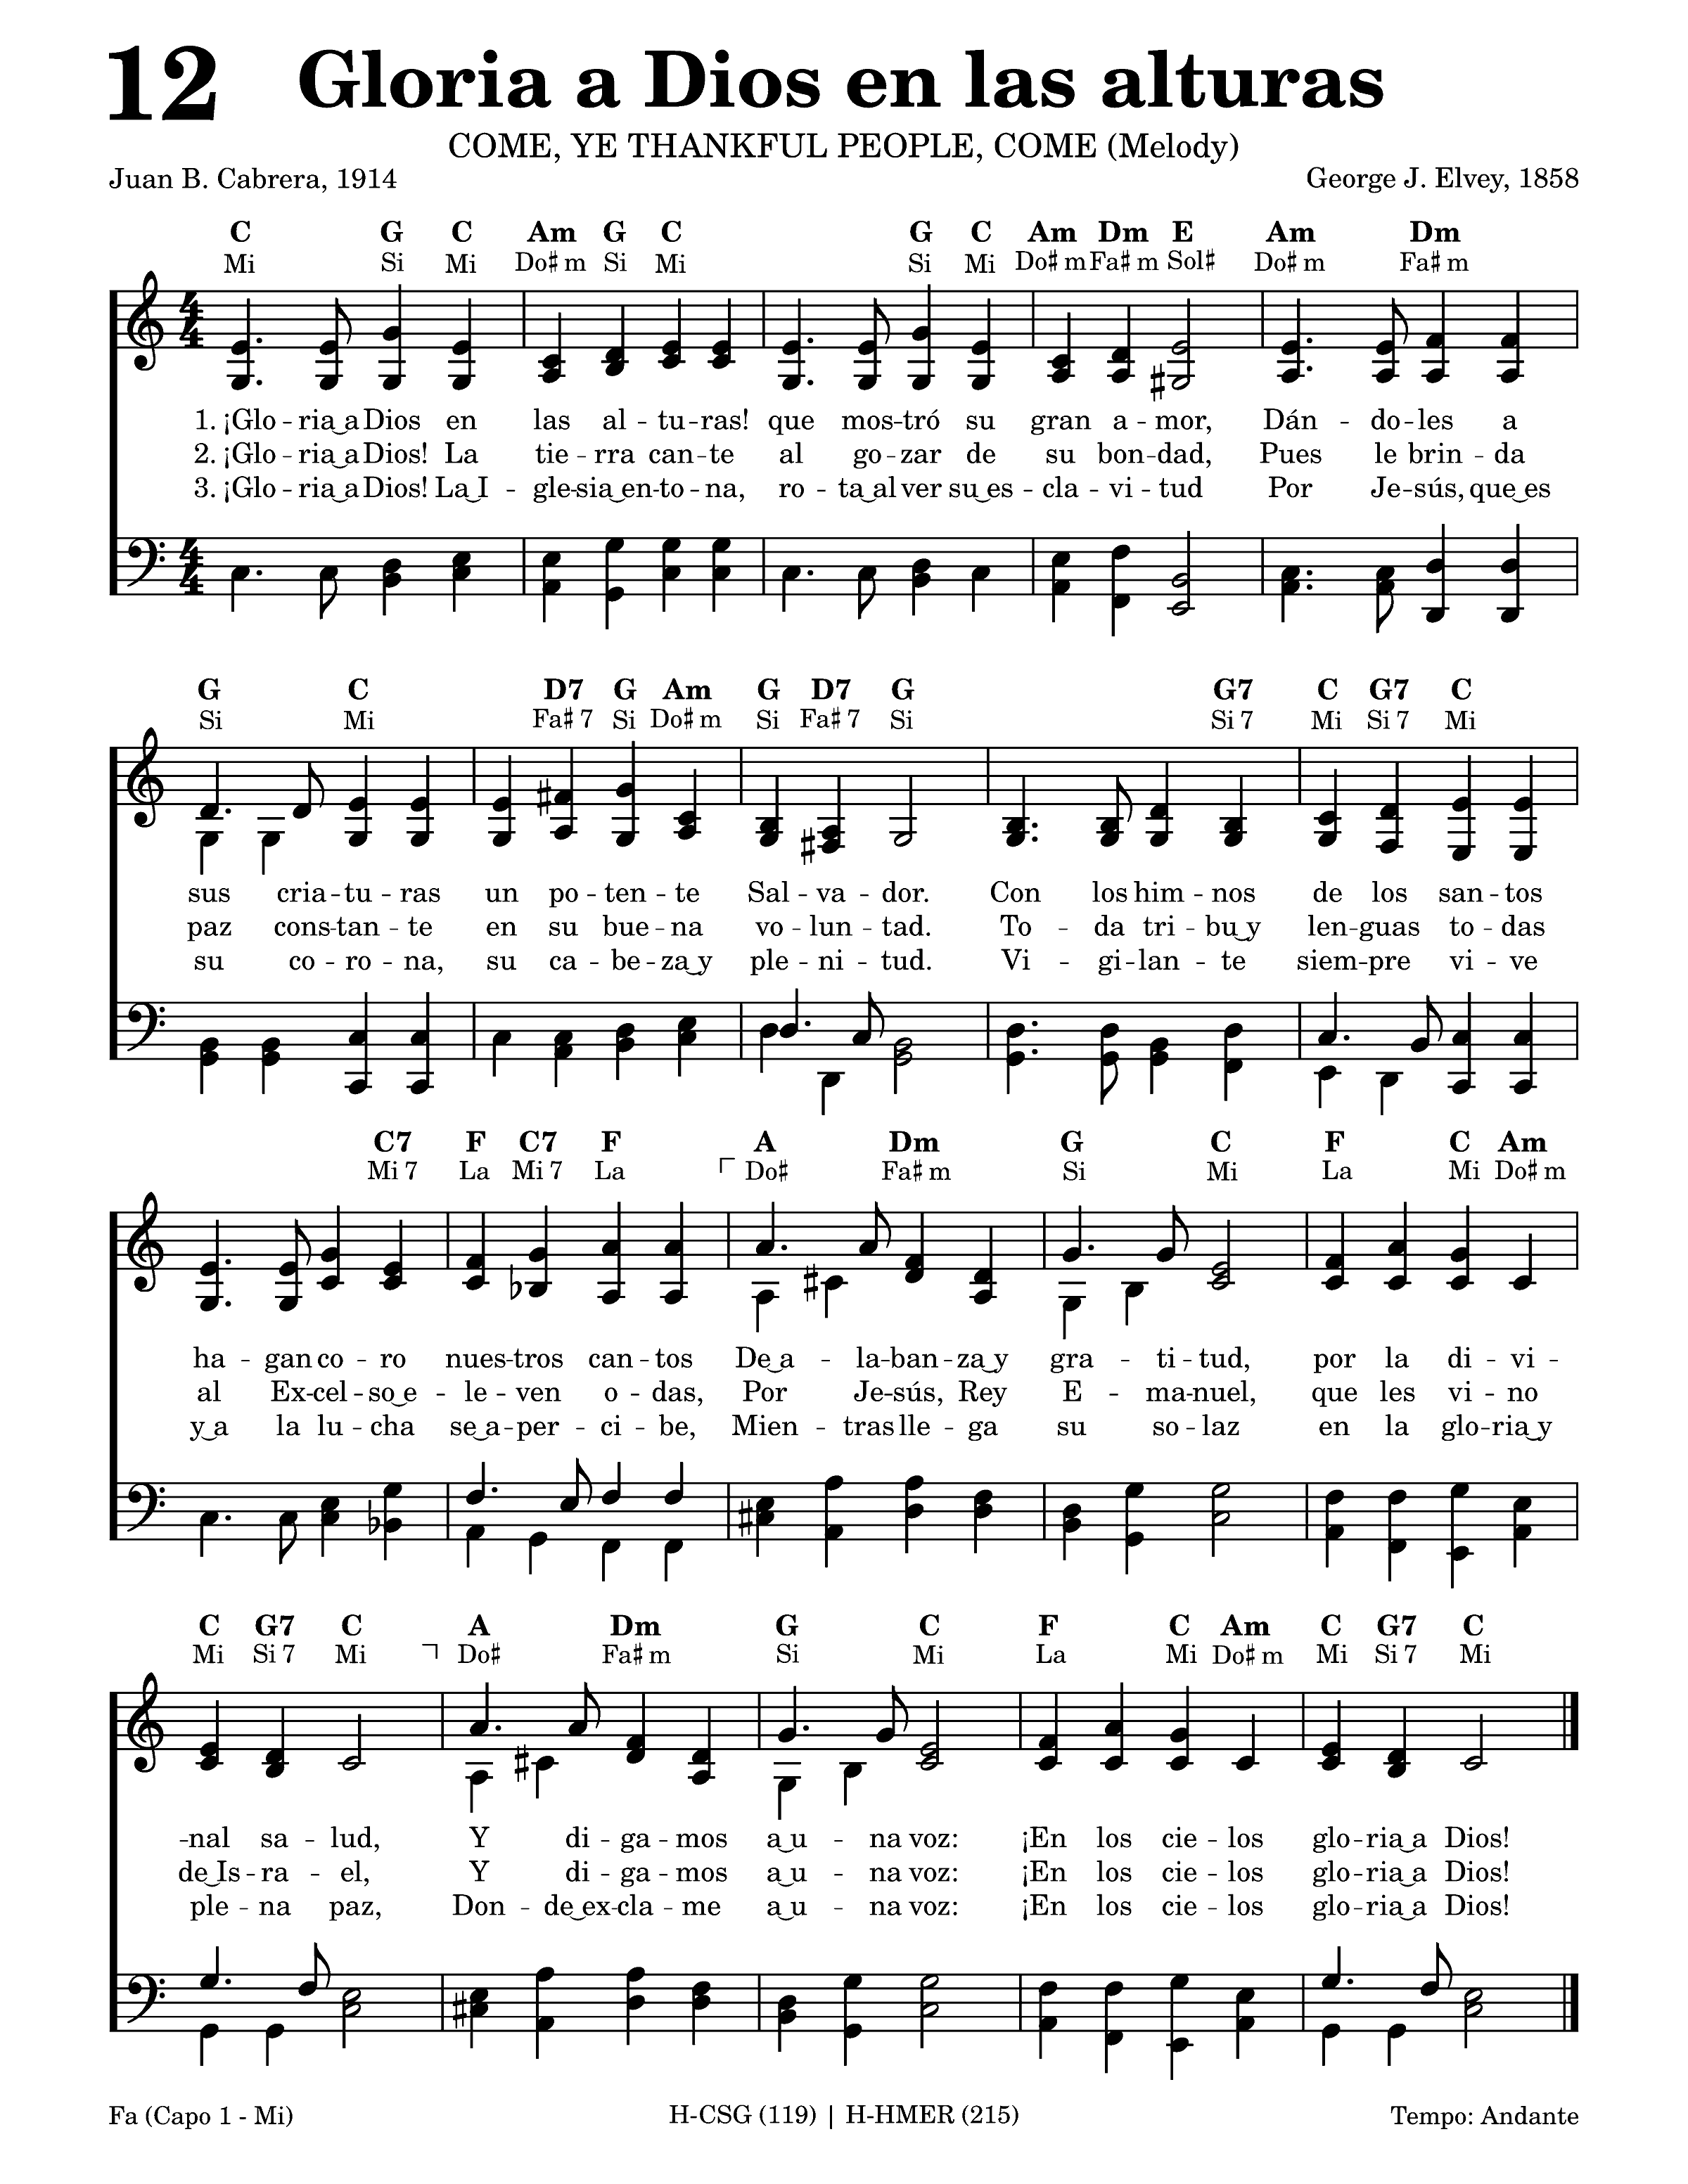 12 Gloria a Dios en las alturas
COME, YE THANKFUL PEOPLE, COME (Melody)
Juan B. Cabrera, 1914 George J. Elvey, 1858
C G C Am G C G C Am Dm E Am Dm
Mi Si Mi Do♯ m Si Mi Si Mi Do♯ m Fa♯ m Sol♯ Do♯ m Fa♯ m
4 4
1. ¡Glo -- ria‿a Dios en las al -- tu -- ras! que mos -- tró su gran a -- mor, Dán -- do -- les a
2. ¡Glo -- ria‿a Dios! La tie -- rra can -- te al go -- zar de su bon -- dad, Pues le brin -- da
3. ¡Glo -- ria‿a Dios! La‿I -- gle -- sia‿en -- to -- na, ro -- ta‿al ver su‿es -- cla -- vi -- tud Por Je -- sús, que‿es
4 4
G C D7 G Am G D7 G G7 C G7 C
Si Mi Fa♯ 7 Si Do♯ m Si Fa♯ 7 Si Si 7 Mi Si 7 Mi
sus cria -- tu -- ras un po -- ten -- te Sal -- va -- dor. Con los him -- nos de los san -- tos
paz cons -- tan -- te en su bue -- na vo -- lun -- tad. To -- da tri -- bu‿y len -- guas to -- das
su co -- ro -- na, su ca -- be -- za‿y ple -- ni -- tud. Vi -- gi -- lan -- te siem -- pre vi -- ve
C7 F C7 F A Dm G C F C Am
Mi 7 La Mi 7 La Do♯ Fa♯ m Si Mi La Mi Do♯ m
ha -- gan co -- ro nues -- tros can -- tos De‿a -- la -- ban -- za‿y gra -- ti -- tud, por la di -- vi --
al Ex -- cel -- so‿e -- le -- ven o -- das, Por Je -- sús, Rey E -- ma -- nuel, que les vi -- no
y‿a la lu -- cha se‿a -- per -- ci -- be, Mien -- tras lle -- ga su so -- laz en la glo -- ria‿y
C G7 C A Dm G C F C Am C G7 C
Mi Si 7 Mi Do♯ Fa♯ m Si Mi La Mi Do♯ m Mi Si 7 Mi
-- nal sa -- lud, Y di -- ga -- mos a‿u -- na voz: ¡En los cie -- los glo -- ria‿a Dios!
de‿Is -- ra -- el, Y di -- ga -- mos a‿u -- na voz: ¡En los cie -- los glo -- ria‿a Dios!
ple -- na paz, Don -- de‿ex -- cla -- me a‿u -- na voz: ¡En los cie -- los glo -- ria‿a Dios!
Fa (Capo 1 - Mi) H-CSG (119) | H-HMER (215) Tempo: Andante